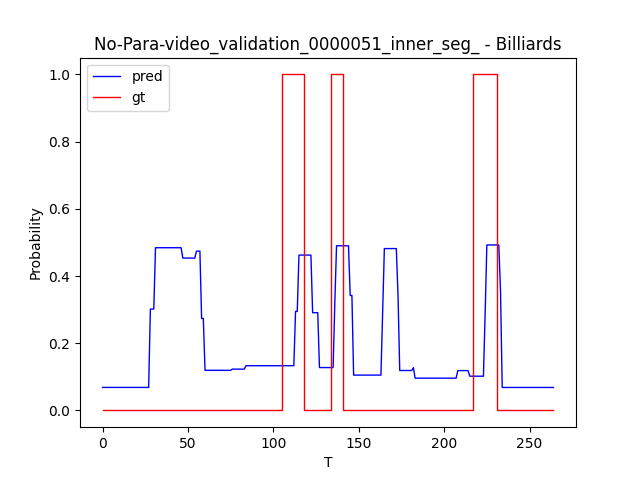 No-Para-video_validation_0000051_inner_seg_ - Billiards
pred
gt
1.0
0.8
0.6
0.4
0.2
0.0
Probability
0 50 100 150 200 250
T